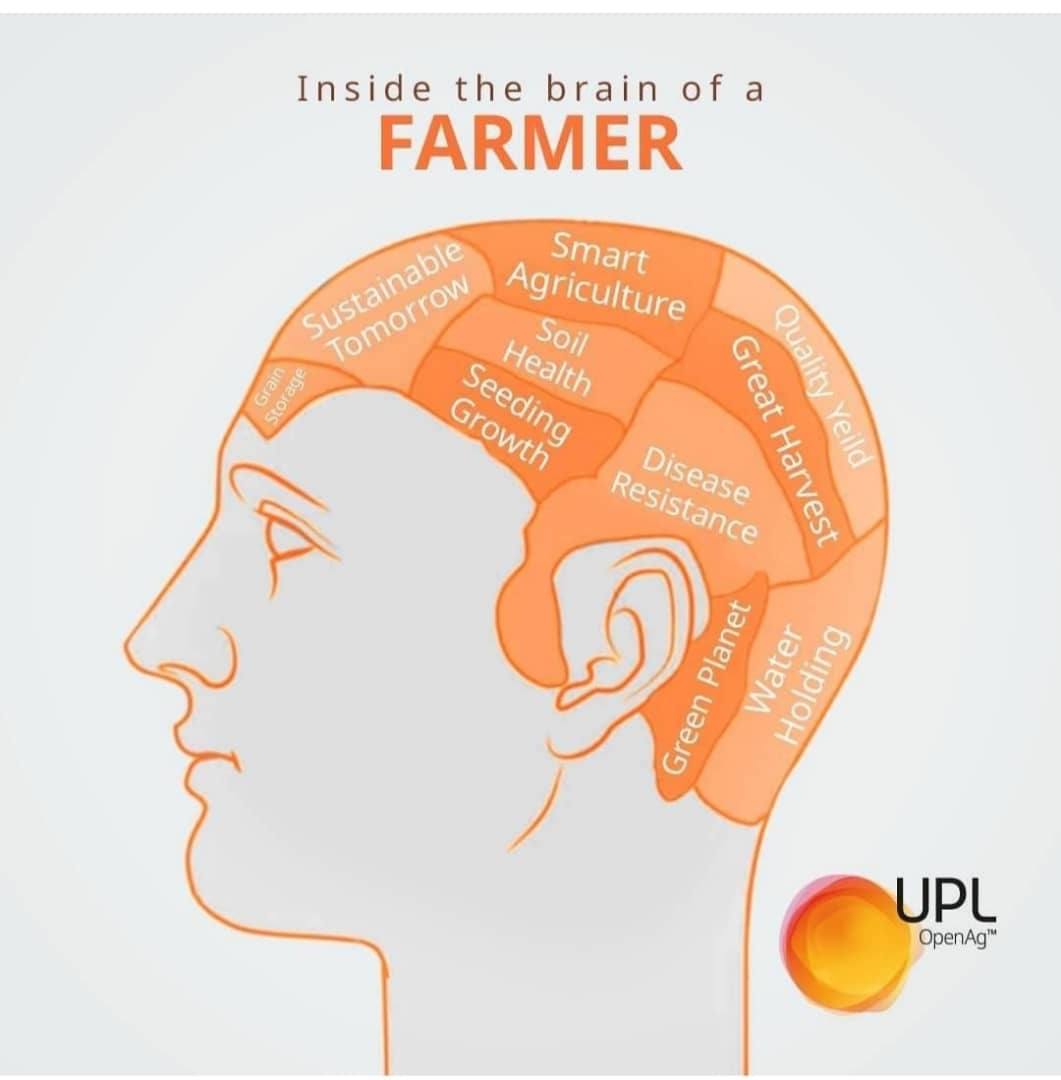 Inside the brain of a
FARMER
Sustainable
Tomorrow
Smart
Agriculture
Quality Yeild
Grain
Storage
Soil
Health
Great Harvest
Seeding
Growth
Disease
Resistance
Green Planet
Water
Holding
UPL
OpenAg™